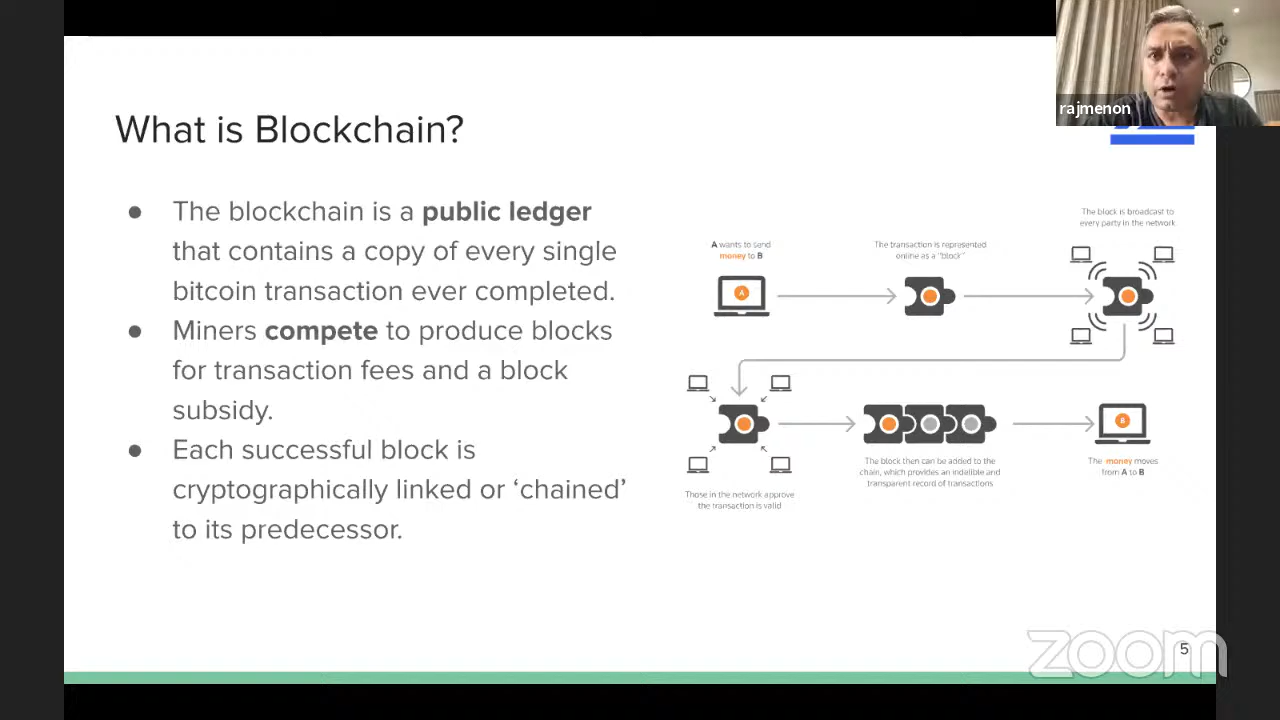 rajmenon
What is Blockchain?
● The blockchain is a public ledger
that contains a copy of every single
bitcoin transaction ever completed.
● Miners compete to produce blocks
for transaction fees and a block
subsidy.
● Each successful block is
cryptographically linked or ‘chained’
to its predecessor.
A wants to send
money to B
A
The transaction is represented
online as a "block"
The block is broadcast to
every party in the network
Those in the network approve
the transaction is valid
The block then can be added to the
chain, which provides an indelible and
transparent record of transactions
B
The money moves
from A to B
zoom
5